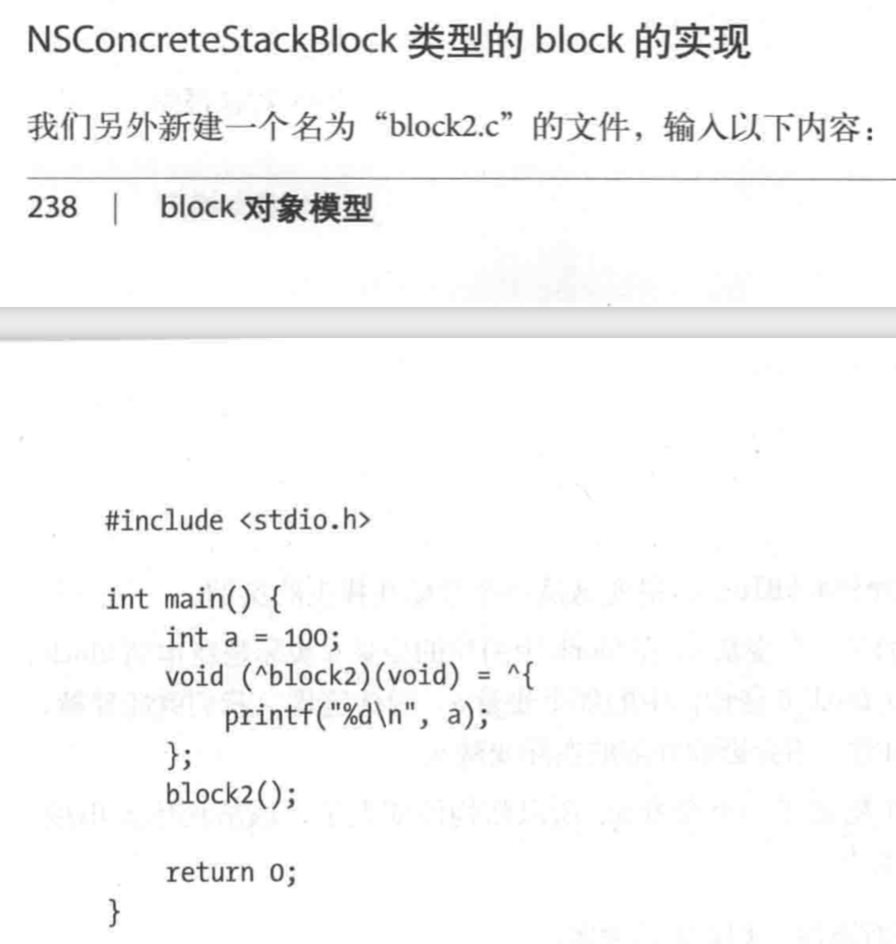 NSConcreteStackBlock 类型的 block 的实现
我们另外新建一个名为“block2.c”的文件，输入以下内容：
238 | block 对象模型
#include <stdio.h>
int main() {
    int a = 100;
    void (^block2)(void) = ^{
        printf("%d\n", a);
    };
    block2();
    return 0;
}